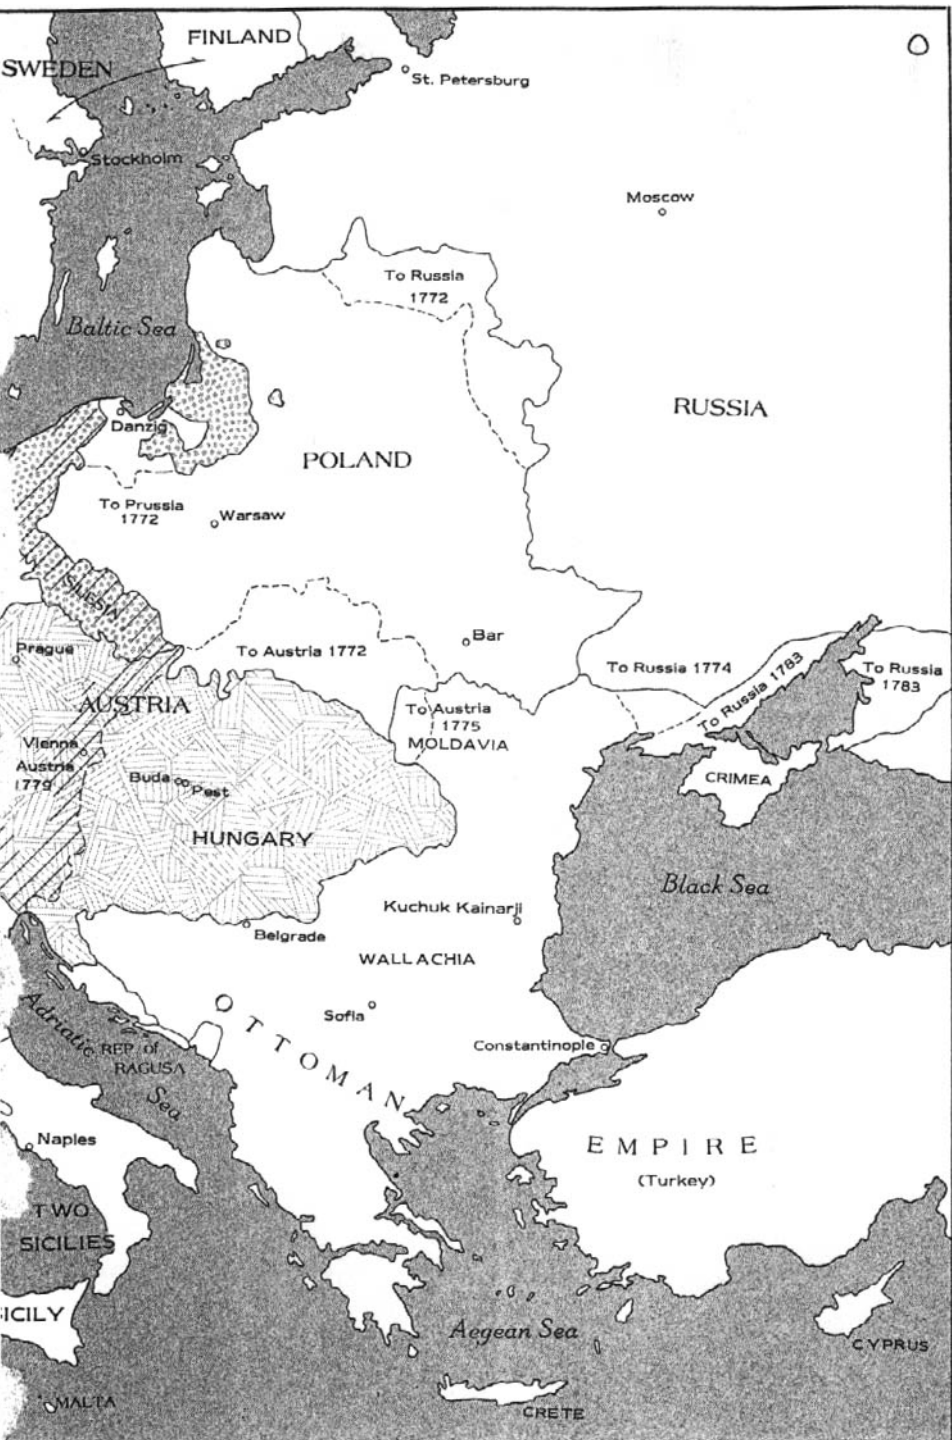 FINLAND
SWEDEN
St. Petersburg
Stockholm
Moscow
To Russia
1772
Baltic Sea
RUSSIA
Danzig
POLAND
To Prussia
1772
Warsaw
SILESIA
Bar
Prague
To Austria 1772
To Russia 1774
To Russia 1783
To Russia
1783
AUSTRIA
To Austria
1775
MOLDAVIA
Vienna
Austria
1779
Buda
Pest
CRIMEA
HUNGARY
Black Sea
Kuchuk Kainarji
Belgrade
WALLACHIA
Sofia
OTTOMAN
Adriatic
Sea
REP of
RAGUSA
Constantinople
Naples
EMPIRE
(Turkey)
TWO
SICILIES
ICILY
Aegean Sea
CYPRUS
MALTA
CRETE